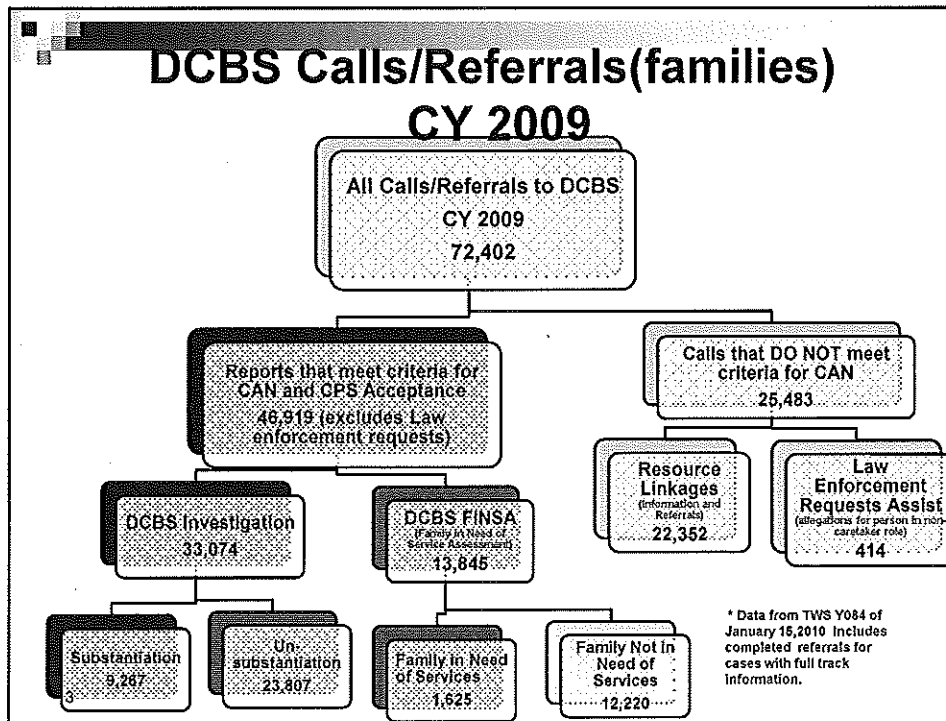 DCBS Calls/Referrals(families)
CY 2009
All Calls/Referrals to DCBS
CY 2009
72,402
Reports that meet criteria for
CAN and CPS Acceptance
46,919 (excludes Law
enforcement requests)
Calls that DO NOT meet
criteria for CAN
25,483
DCBS Investigation
33,074
DCBS FINSA
(Family in Need of
Service Assessment)
13,845
Resource
Linkages
(Information and
Referrals)
22,352
Law
Enforcement
Requests Assist
(allegations for person in non-
caretaker role)
414
Substantiation
9,267
Un-
substantiation
23,807
Family in Need
of Services
1,625
Family Not in
Need of
Services
12,220
* Data from TWS Y084 of
January 15,2010 Includes
completed referrals for
cases with full track
information.
3